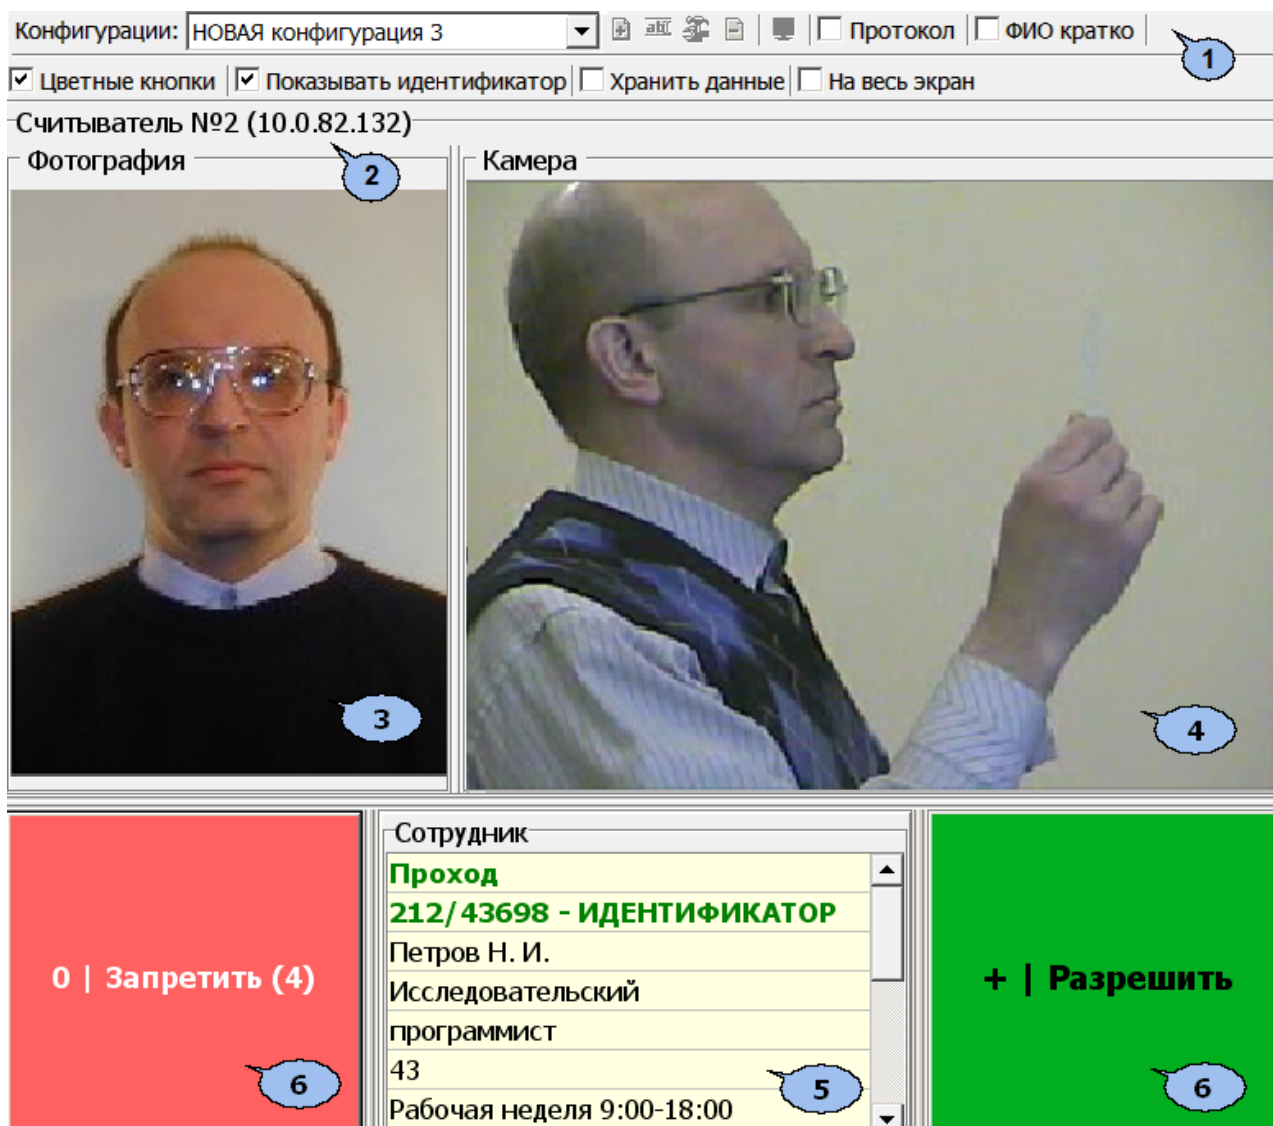 Конфигурации: НОВАЯ конфигурация 3 abc Протокол ФИО кратко 1
Цветные кнопки Показывать идентификатор Хранить данные На весь экран
Считыватель №2 (10.0.82.132)
2
Фотография
Камера
3
4
0 | Запретить (4)
6
Сотрудник
Проход
212/43698 - ИДЕНТИФИКАТОР
Петров Н. И.
Исследовательский
программист
43
Рабочая неделя 9:00-18:00
5
+ | Разрешить
6